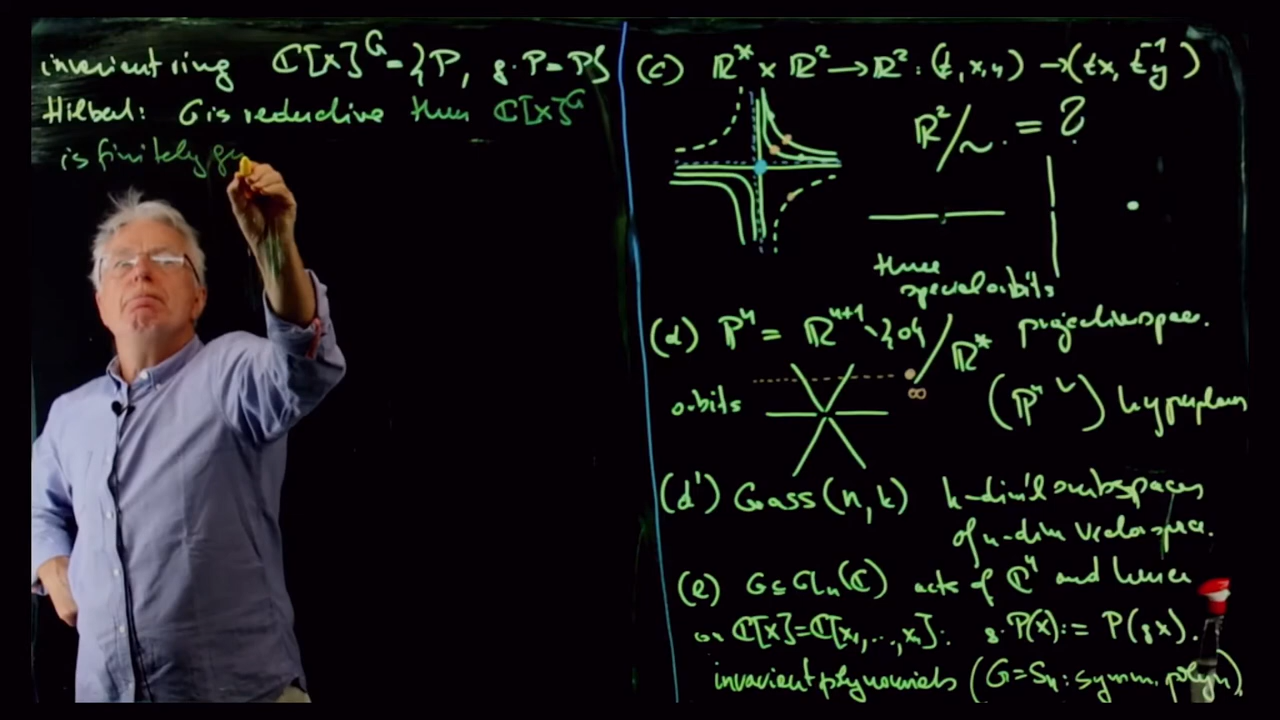 invariant ring ℂ[x]^G = {P, g·P = P}
Hilbert: G is reductive then ℂ[x]^G
is finitely ge
(c) ℝ* × ℝ² → ℝ² : (t, x, y) → (tx, t⁻¹y)
ℝ²/~ = ?
three
special orbits
(d) ℙⁿ = ℝⁿ⁺¹ \ {0} / ℝ* projective space.
orbits
∞
(ℙⁿ ∨) hyperplanes
(d') Grass(n, k) k-dim'l subspaces
of n-dim vector space.
(e) G ⊆ GLₙ(ℂ) acts of ℂⁿ and hence
on ℂ[x] = ℂ[x₁, ..., xₙ]: g·P(x) := P(gx).
invariant polynomials (G = Sₙ: symm. polyn)